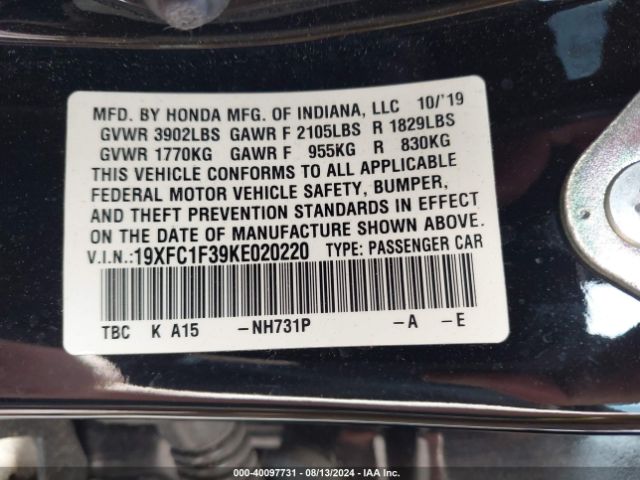 MFD. BY HONDA MFG. OF INDIANA, LLC 10/'19
GVWR 3902LBS GAWR F 2105LBS R 1829LBS
GVWR 1770KG GAWR F 955KG R 830KG
THIS VEHICLE CONFORMS TO ALL APPLICABLE
FEDERAL MOTOR VEHICLE SAFETY, BUMPER,
AND THEFT PREVENTION STANDARDS IN EFFECT
ON THE DATE OF MANUFACTURE SHOWN ABOVE.
V.I.N.:19XFC1F39KE020220 TYPE: PASSENGER CAR
TBC K A15 -NH731P -A -E
000-40097731 - 08/13/2024 - IAA Inc.